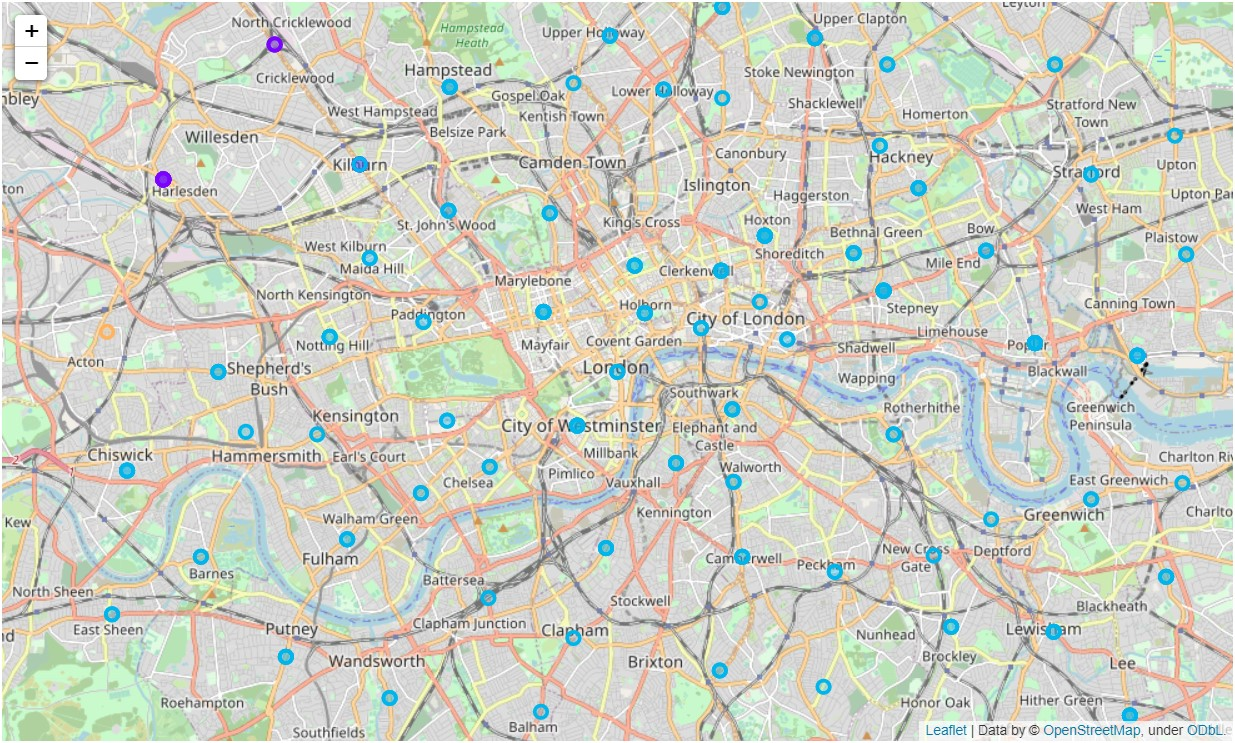 +
−
North Cricklewood
Hampstead
Heath
Upper Holloway
Upper Clapton
Leyton
Cricklewood
Hampstead
Gospel Oak
Lower Holloway
Stoke Newington
Shacklewell
Stratford New
Town
West Hampstead
Kentish Town
Homerton
Willesden
Belsize Park
Canonbury
Hackney
Kilburn
Camden Town
Upton
Stratford
Harlesden
Islington
Haggerston
Upton Par
West Ham
St. John's Wood
King's Cross
Hoxton
Bethnal Green
Bow
Plaistow
West Kilburn
Maida Hill
Shoreditch
Mile End
Clerkenwell
Marylebone
North Kensington
Holborn
Canning Town
Paddington
City of London
Stepney
Limehouse
Notting Hill
Mayfair
Covent Garden
Shadwell
Poplar
Acton
Shepherd's
Bush
London
Blackwall
Wapping
Southwark
Rotherhithe
Greenwich
Peninsula
Kensington
City of Westminster
Elephant and
Castle
Chiswick
Hammersmith
Earl's Court
Millbank
Charlton Riv
Pimlico
Walworth
Chelsea
Vauxhall
East Greenwich
Kennington
Greenwich
Charlto
Kew
Walham Green
Fulham
Camberwell
Peckham
New Cross
Gate
Deptford
Barnes
Battersea
North Sheen
Stockwell
Blackheath
East Sheen
Putney
Clapham Junction
Clapham
Nunhead
Lewisham
Wandsworth
Brixton
Brockley
Lee
Roehampton
Honor Oak
Hither Green
Southfields
Balham
Leaflet | Data by © OpenStreetMap, under ODbL.